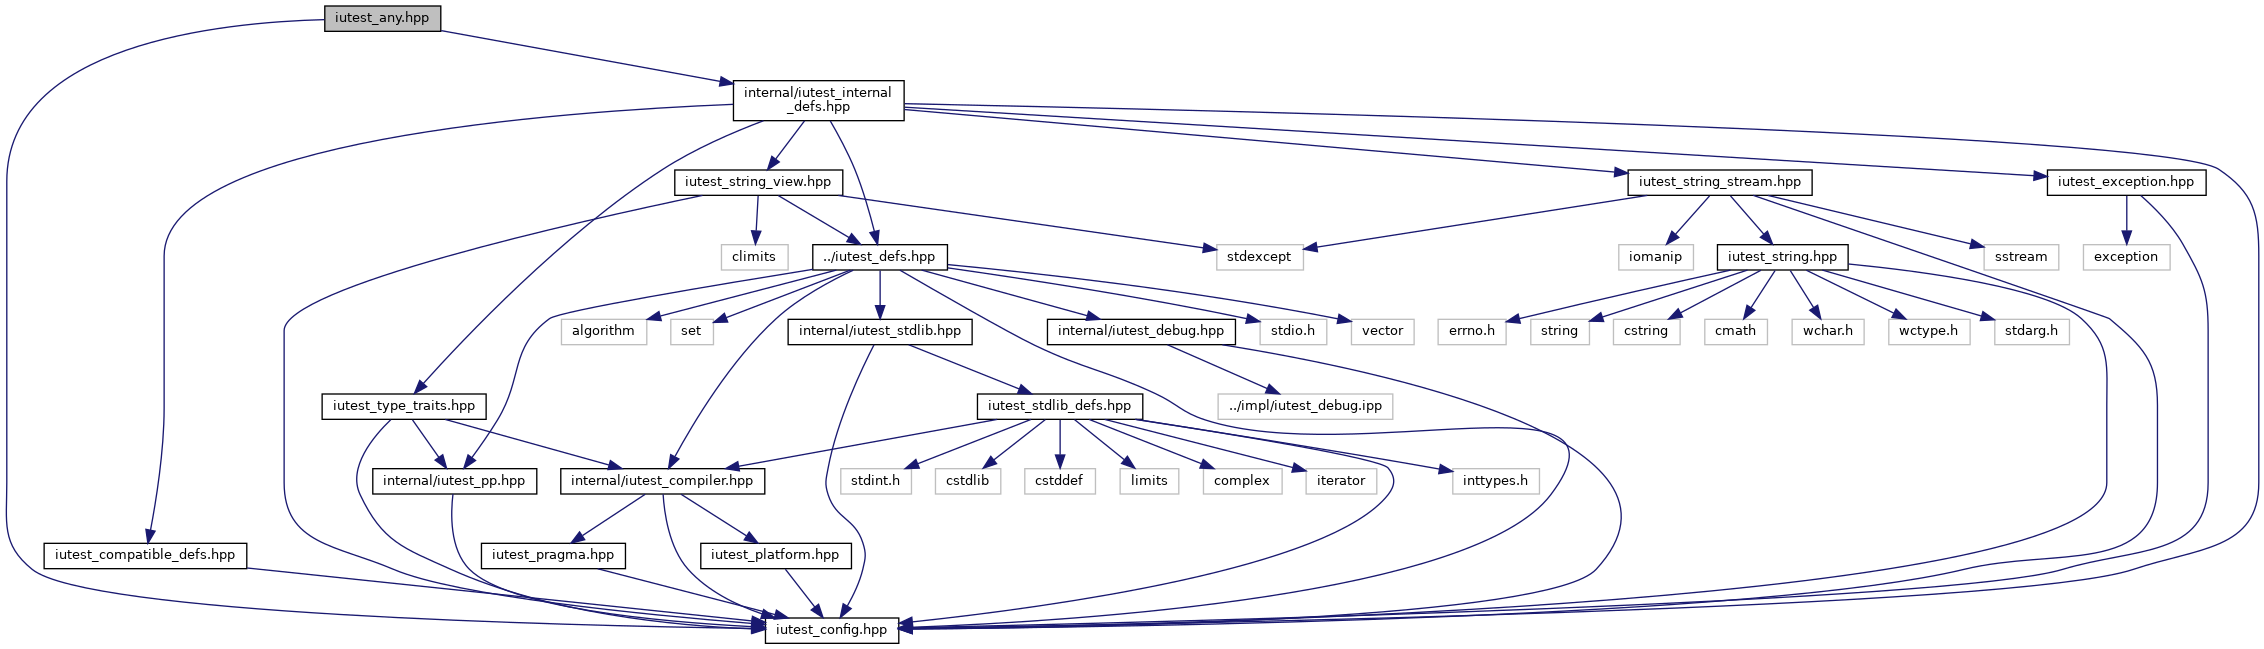 iutest_any.hpp
internal/iutest_internal
_defs.hpp
iutest_string_view.hpp
iutest_string_stream.hpp
iutest_exception.hpp
climits
../iutest_defs.hpp
stdexcept
iomanip
iutest_string.hpp
sstream
exception
algorithm
set
internal/iutest_stdlib.hpp
internal/iutest_debug.hpp
stdio.h
vector
errno.h
string
cstring
cmath
wchar.h
wctype.h
stdarg.h
iutest_type_traits.hpp
iutest_stdlib_defs.hpp
../impl/iutest_debug.ipp
internal/iutest_pp.hpp
internal/iutest_compiler.hpp
stdint.h
cstdlib
cstddef
limits
complex
iterator
inttypes.h
iutest_compatible_defs.hpp
iutest_pragma.hpp
iutest_platform.hpp
iutest_config.hpp